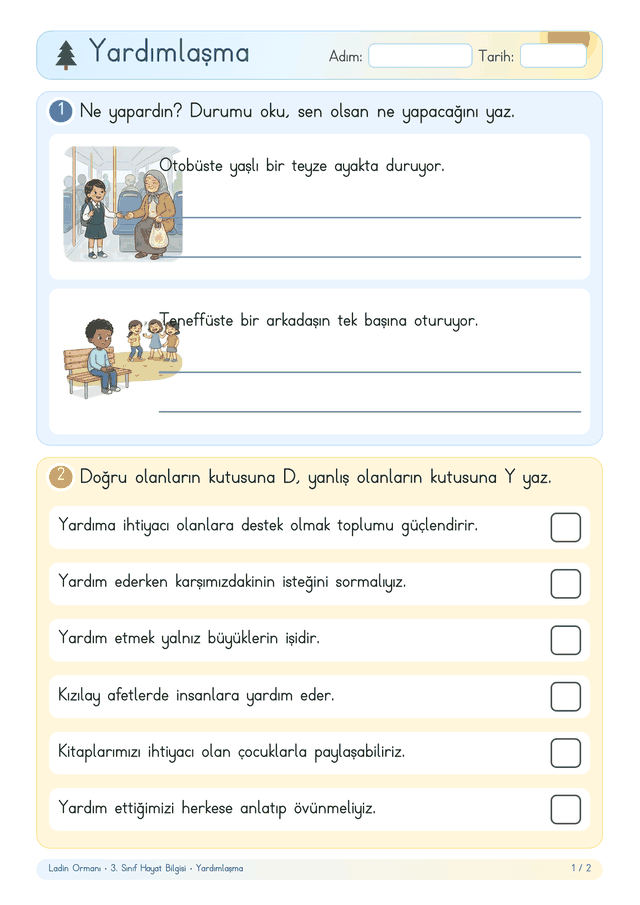 Yardımlaşma
Adım:
Tarih:
1 Ne yapardın? Durumu oku, sen olsan ne yapacağını yaz.
Otobüste yaşlı bir teyze ayakta duruyor.
Teneffüste bir arkadaşın tek başına oturuyor.
2 Doğru olanların kutusuna D, yanlış olanların kutusuna Y yaz.
Yardıma ihtiyacı olanlara destek olmak toplumu güçlendirir.
Yardım ederken karşımızdakinin isteğini sormalıyız.
Yardım etmek yalnız büyüklerin işidir.
Kızılay afetlerde insanlara yardım eder.
Kitaplarımızı ihtiyacı olan çocuklarla paylaşabiliriz.
Yardım ettiğimizi herkese anlatıp övünmeliyiz.
Ladin Ormanı • 3. Sınıf Hayat Bilgisi • Yardımlaşma
1 / 2